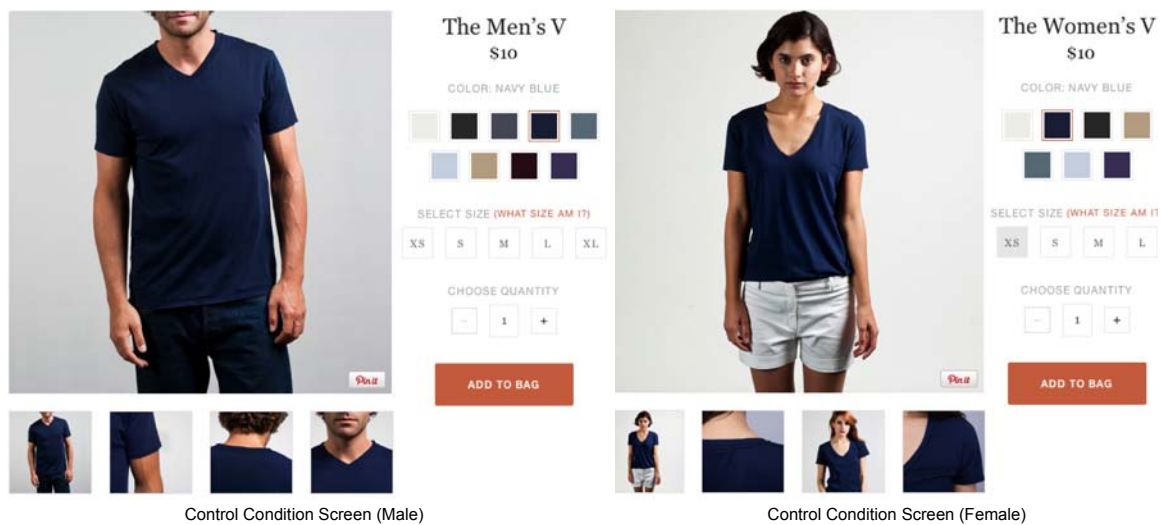 The Men's V
$10
COLOR: NAVY BLUE
SELECT SIZE (WHAT SIZE AM I?)
XS S M L XL
CHOOSE QUANTITY
– 1 +
ADD TO BAG
Pin it
Control Condition Screen (Male)
The Women's V
$10
COLOR: NAVY BLUE
SELECT SIZE (WHAT SIZE AM I?
XS S M L
CHOOSE QUANTITY
– 1 +
ADD TO BAG
Pin it
Control Condition Screen (Female)